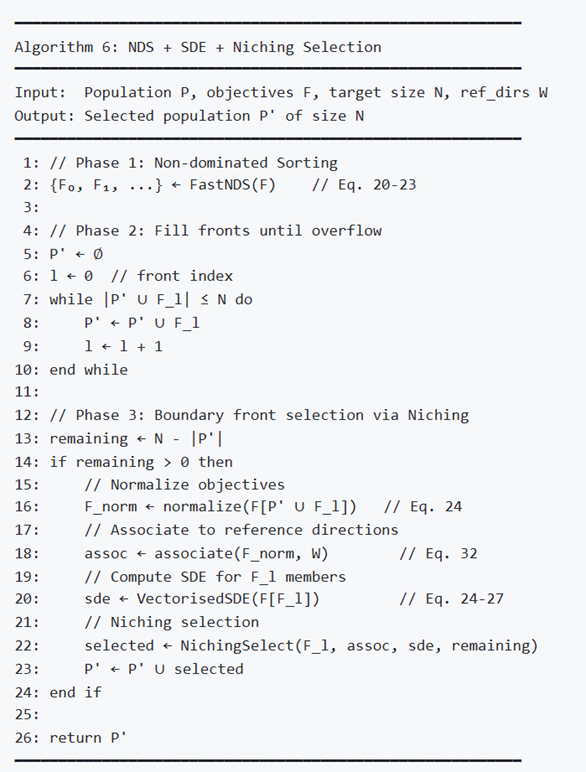 Algorithm 6: NDS + SDE + Niching Selection
Input:  Population P, objectives F, target size N, ref_dirs W
Output: Selected population P' of size N
1: // Phase 1: Non-dominated Sorting
2: {F₀, F₁, ...} ← FastNDS(F)    // Eq. 20-23
3:
4: // Phase 2: Fill fronts until overflow
5: P' ← Ø
6: l ← 0  // front index
7: while |P' ∪ F_l| ≤ N do
8:     P' ← P' ∪ F_l
9:     l ← l + 1
10: end while
11:
12: // Phase 3: Boundary front selection via Niching
13: remaining ← N - |P'|
14: if remaining > 0 then
15:     // Normalize objectives
16:     F_norm ← normalize(F[P' ∪ F_l])   // Eq. 24
17:     // Associate to reference directions
18:     assoc ← associate(F_norm, W)        // Eq. 32
19:     // Compute SDE for F_l members
20:     sde ← VectorisedSDE(F[F_l])         // Eq. 24-27
21:     // Niching selection
22:     selected ← NichingSelect(F_l, assoc, sde, remaining)
23:     P' ← P' ∪ selected
24: end if
25:
26: return P'